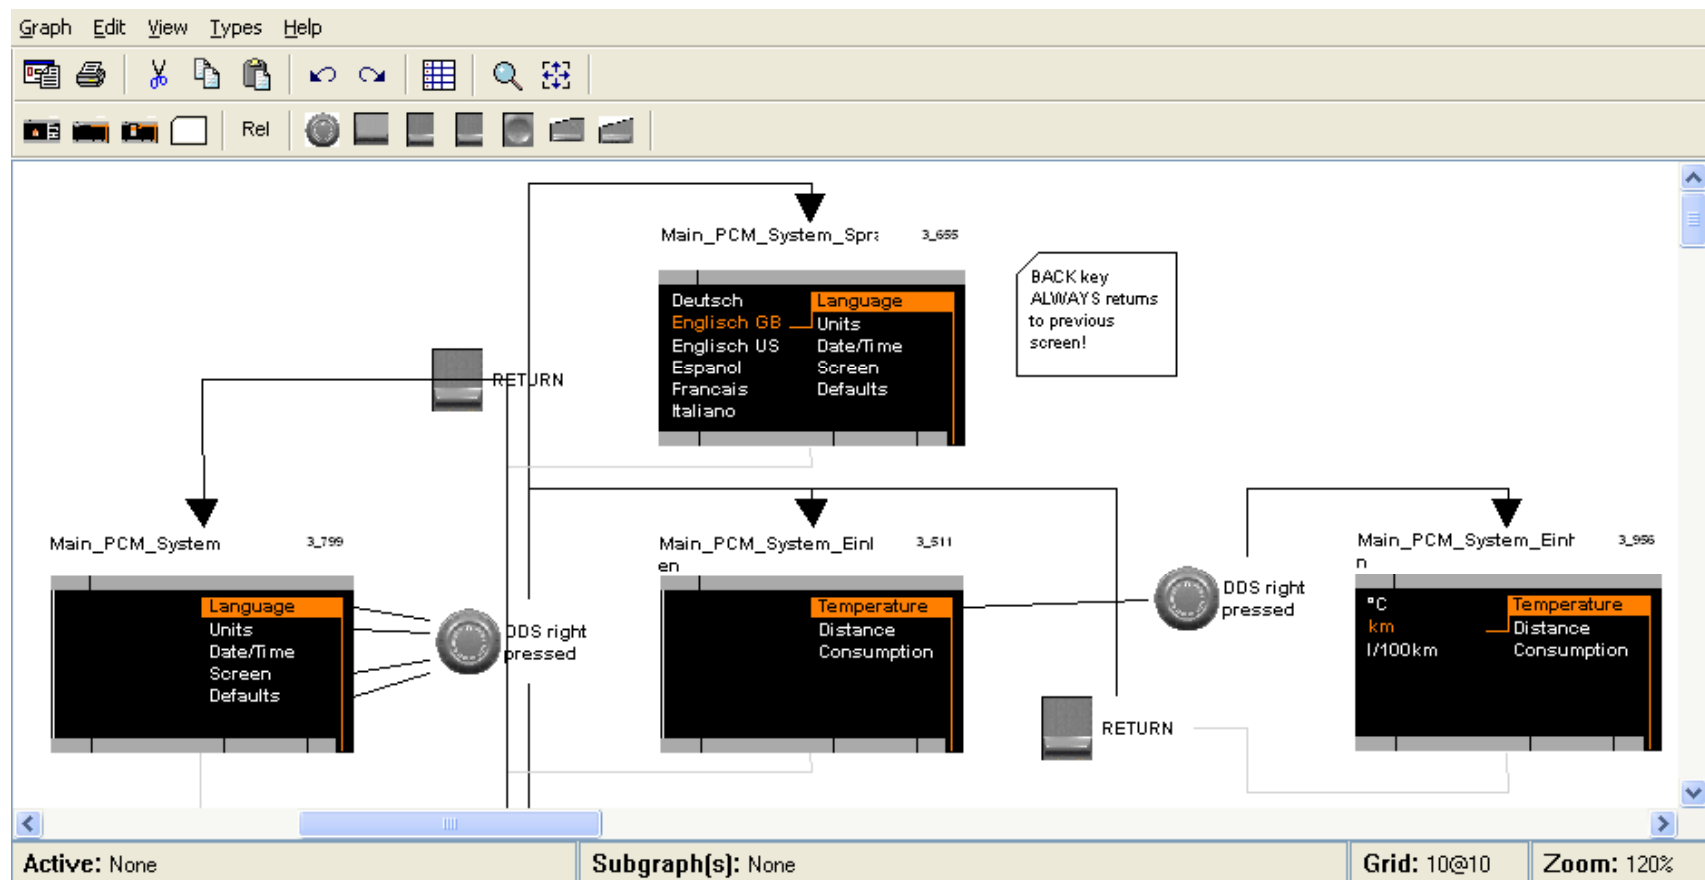 Graph Edit View Types Help
Rel
Main_PCM_System_Spra 3_655
BACK key
ALWAYS returns
to previous
screen!
Deutsch Language
Englisch GB Units
Englisch US Date/Time
Espanol Screen
Francais Defaults
Italiano
RETURN
Main_PCM_System 3_799
Language
Units
Date/Time
Screen
Defaults
DDS right
pressed
Main_PCM_System_Einl 3_511
en
Temperature
Distance
Consumption
DDS right
pressed
RETURN
Main_PCM_System_Einh 3_956
n
°C Temperature
km Distance
l/100km Consumption
Active: None Subgraph(s): None Grid: 10@10 Zoom: 120%